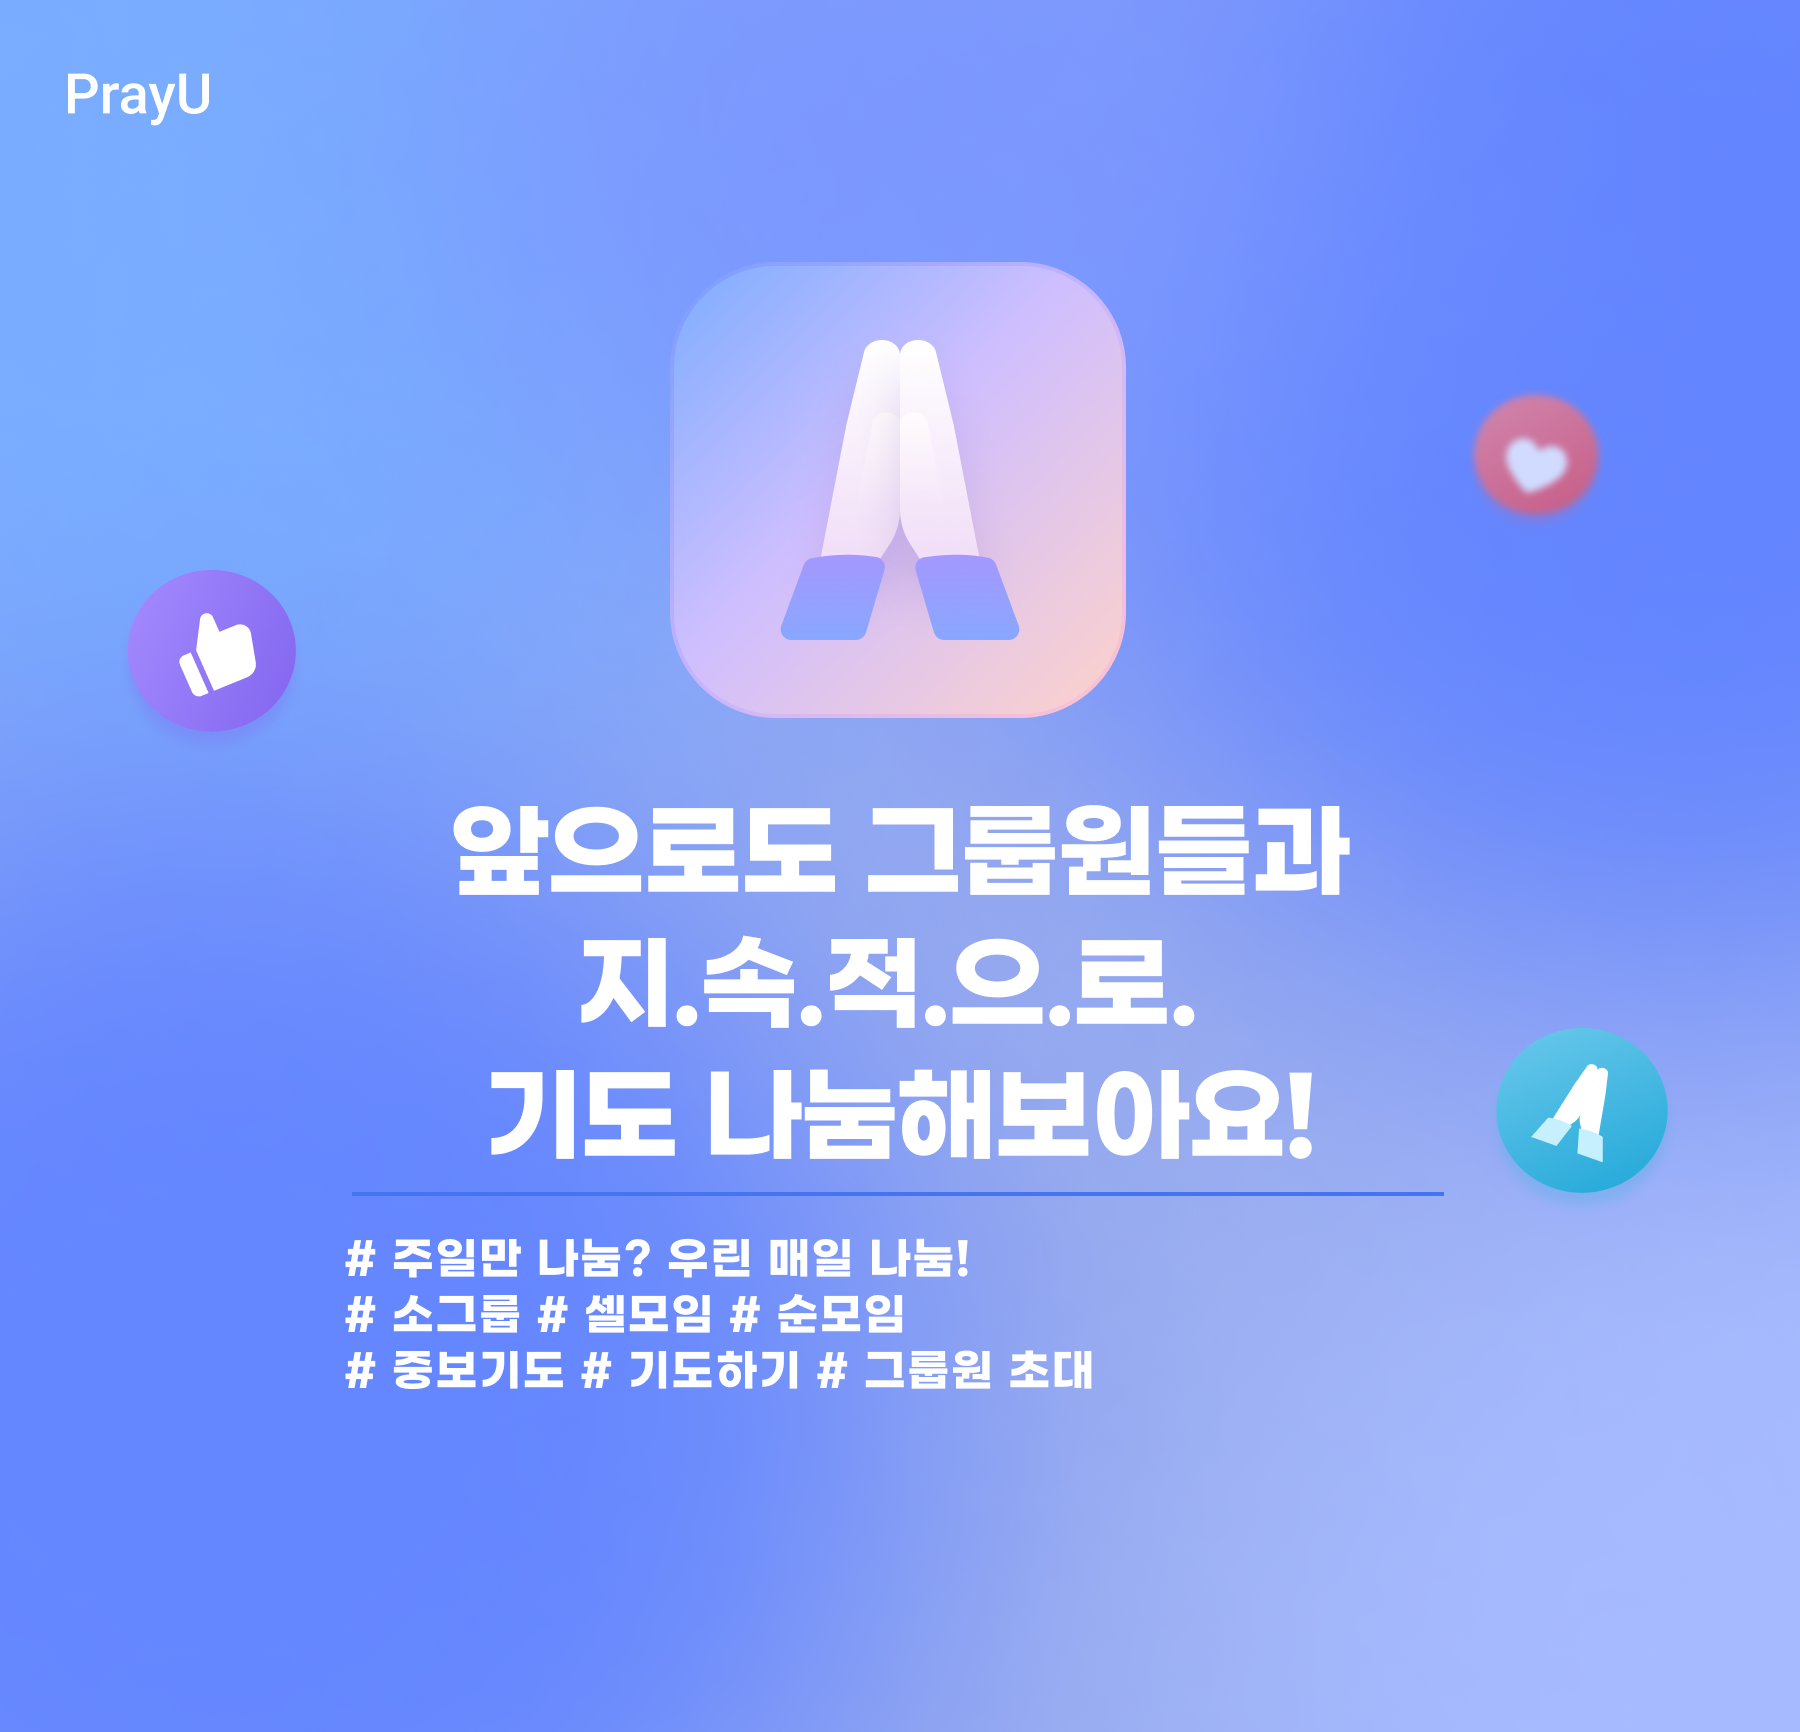 PrayU
앞으로도 그룹원들과
지.속.적.으.로.
기도 나눔해보아요!
# 주일만 나눔? 우린 매일 나눔!
# 소그룹 # 셀모임 # 순모임
# 중보기도 # 기도하기 # 그룹원 초대